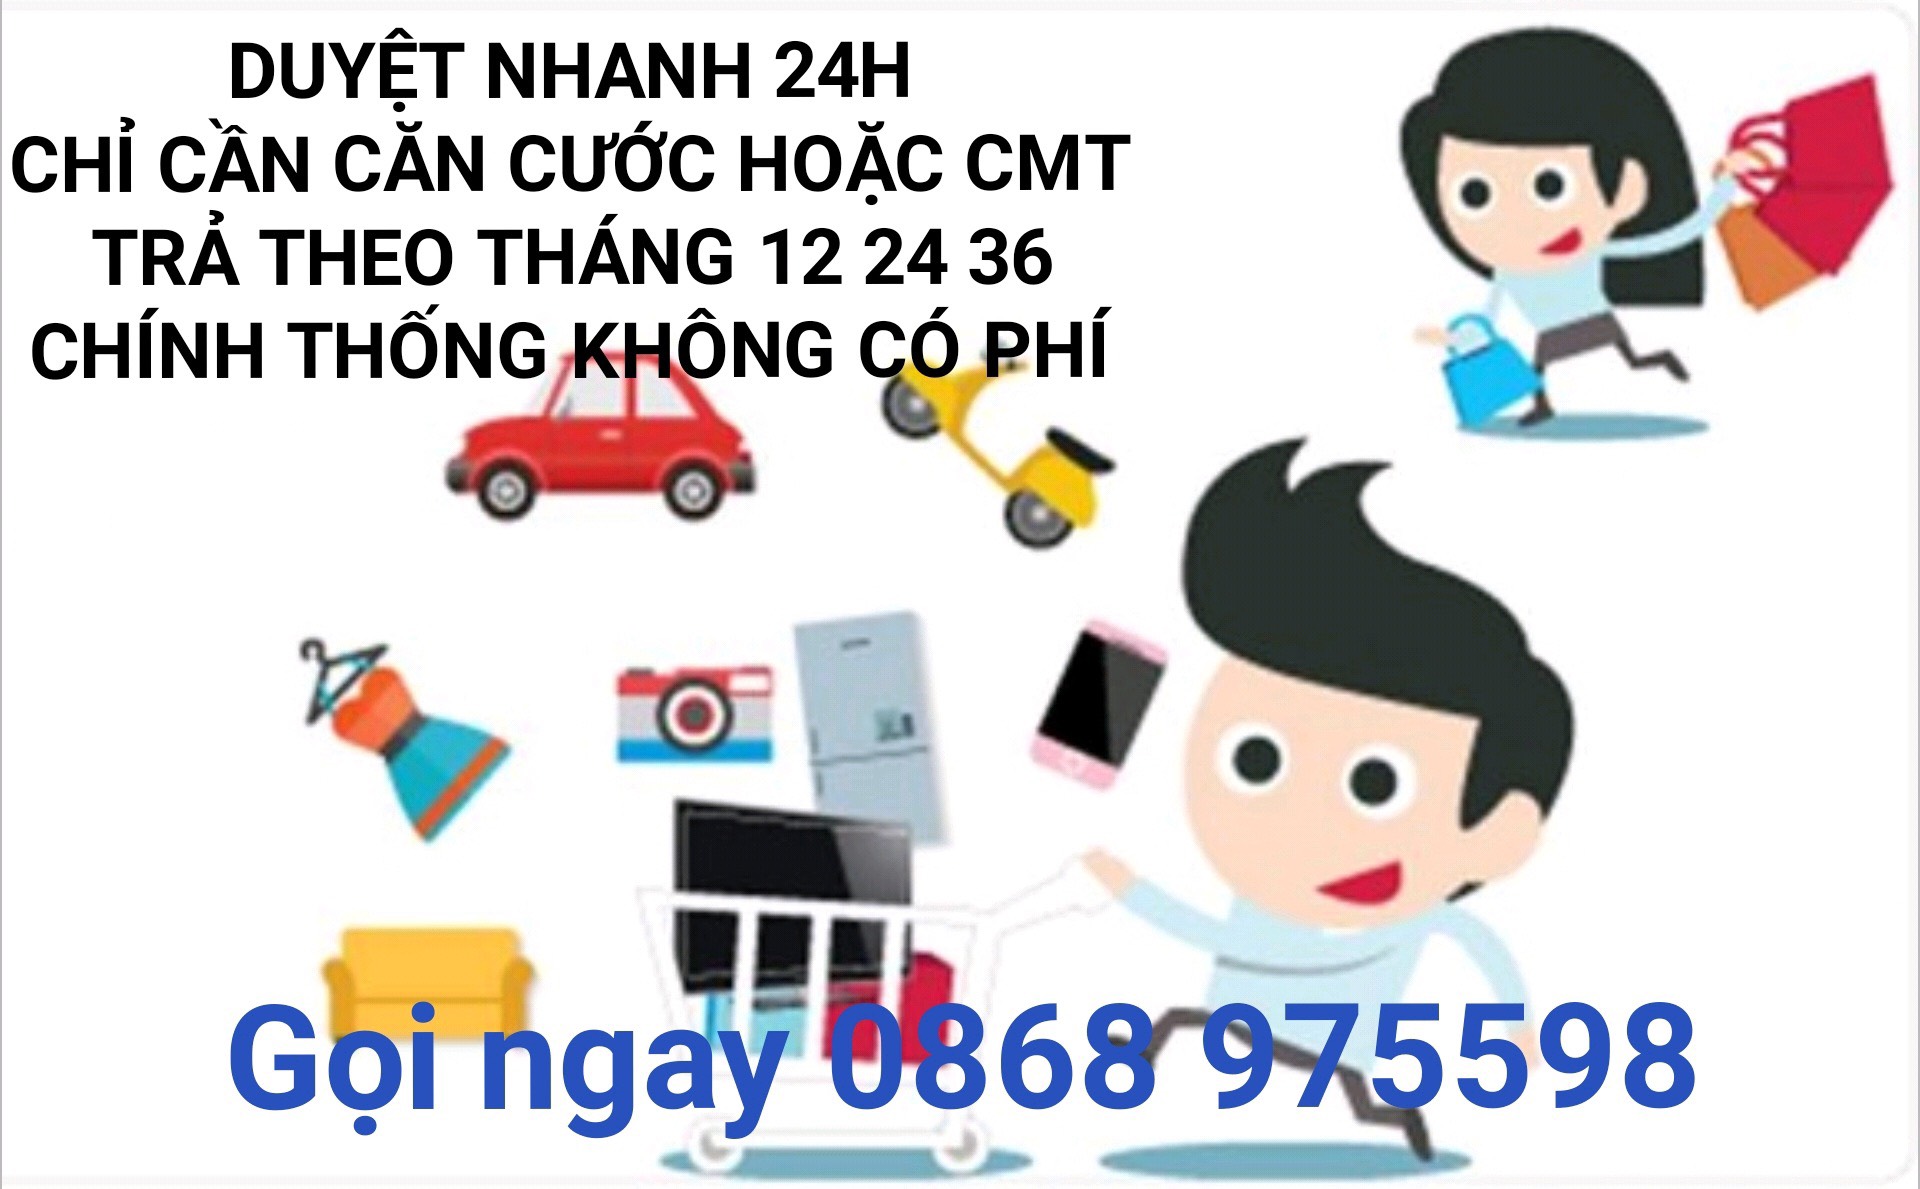 DUYỆT NHANH 24H
CHỈ CẦN CĂN CƯỚC HOẶC CMT
TRẢ THEO THÁNG 12 24 36
CHÍNH THỐNG KHÔNG CÓ PHÍ
Gọi ngay 0868 975598